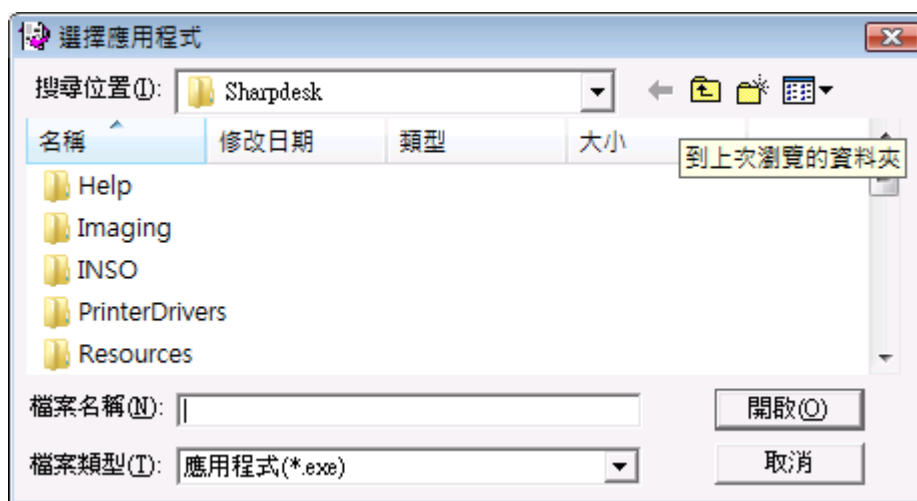 選擇應用程式
搜尋位置(I): Sharpdesk
名稱 修改日期 類型 大小
到上次瀏覽的資料夾
Help
Imaging
INSO
PrinterDrivers
Resources
檔案名稱(N): 開啟(O)
檔案類型(T): 應用程式(*.exe) 取消